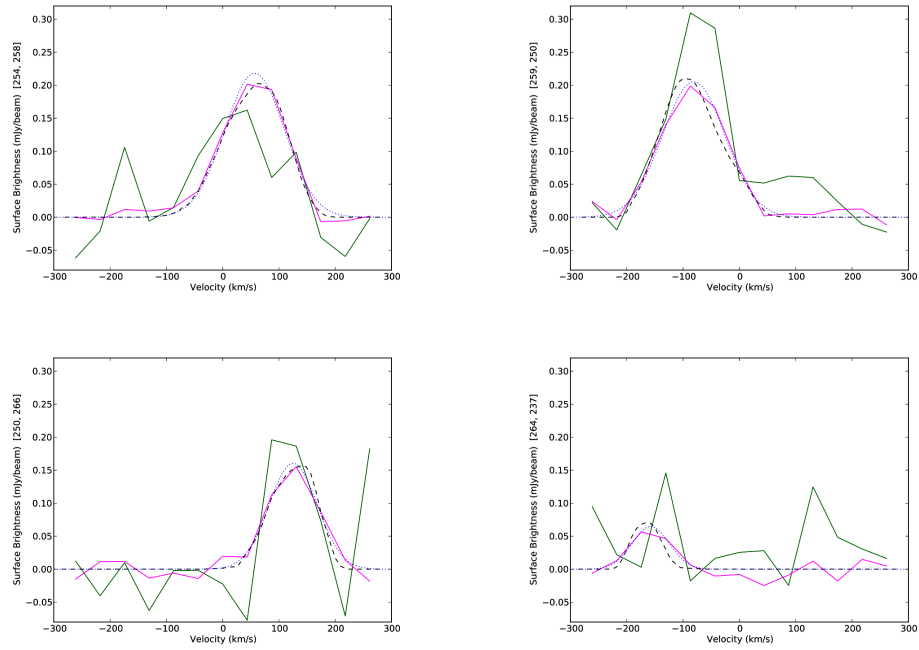 0.30
0.25
0.20
0.15
0.10
0.05
0.00
−0.05
−300 −200 −100 0 100 200 300
Velocity (km/s)
Surface Brightness (mJy/beam) [254, 258]
0.30
0.25
0.20
0.15
0.10
0.05
0.00
−0.05
−300 −200 −100 0 100 200 300
Velocity (km/s)
Surface Brightness (mJy/beam) [259, 250]
0.30
0.25
0.20
0.15
0.10
0.05
0.00
−0.05
−300 −200 −100 0 100 200 300
Velocity (km/s)
Surface Brightness (mJy/beam) [250, 266]
0.30
0.25
0.20
0.15
0.10
0.05
0.00
−0.05
−300 −200 −100 0 100 200 300
Velocity (km/s)
Surface Brightness (mJy/beam) [264, 237]